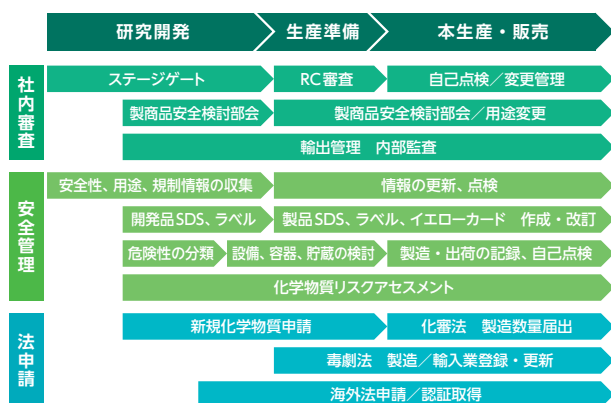 研究開発
生産準備
本生産・販売
社内審査
ステージゲート
RC審査
自己点検／変更管理
製商品安全検討部会
製商品安全検討部会／用途変更
輸出管理　内部監査
安全管理
安全性、用途、規制情報の収集
情報の更新、点検
開発品SDS、ラベル
製品SDS、ラベル、イエローカード　作成・改訂
危険性の分類
設備、容器、貯蔵の検討
製造・出荷の記録、自己点検
化学物質リスクアセスメント
法申請
新規化学物質申請
化審法　製造数量届出
毒劇法　製造／輸入業登録・更新
海外法申請／認証取得